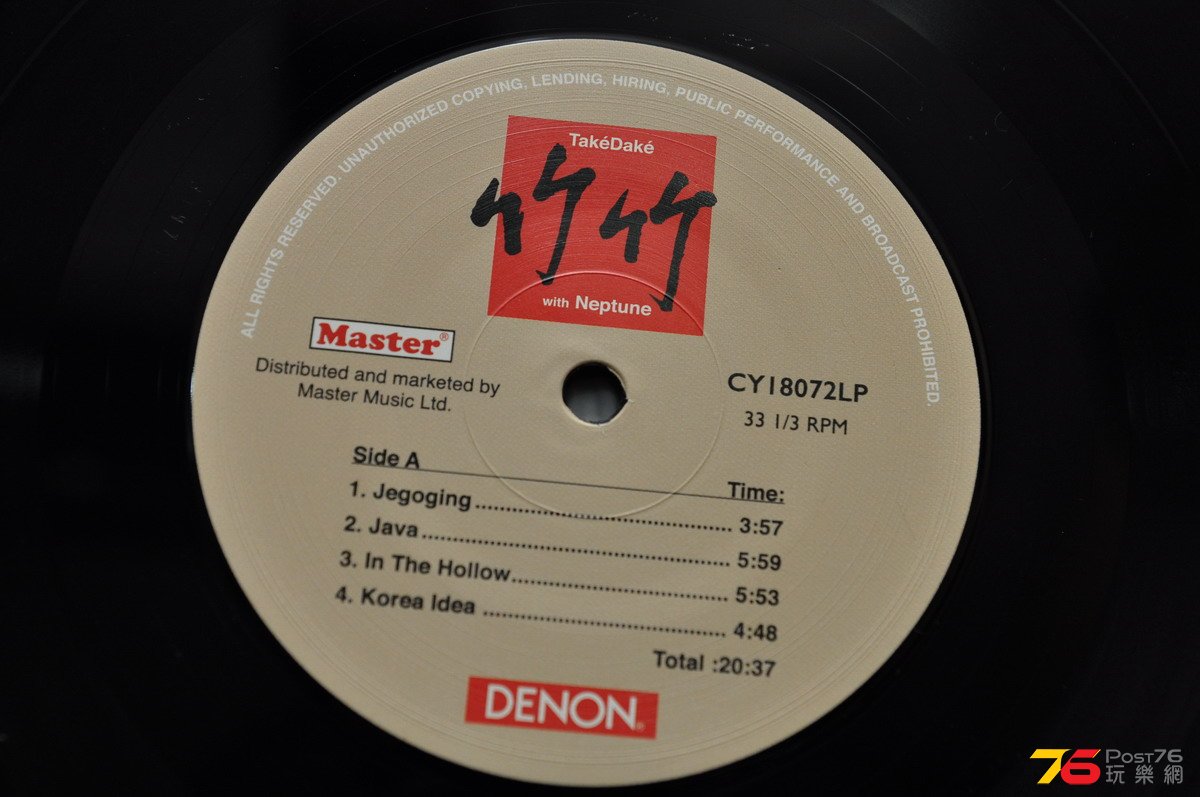 ALL RIGHTS RESERVED. UNAUTHORIZED COPYING, LENDING, HIRING, PUBLIC PERFORMANCE AND BROADCAST PROHIBITED.
TakéDaké
竹竹
with Neptune
Master®
Distributed and marketed by
Master Music Ltd.
CY18072LP
33 1/3 RPM
Side A Time:
1. Jegoging........................................ 3:57
2. Java................................................ 5:59
3. In The Hollow................................... 5:53
4. Korea Idea ..................................... 4:48
Total :20:37
DENON®
76 POST76
玩樂網